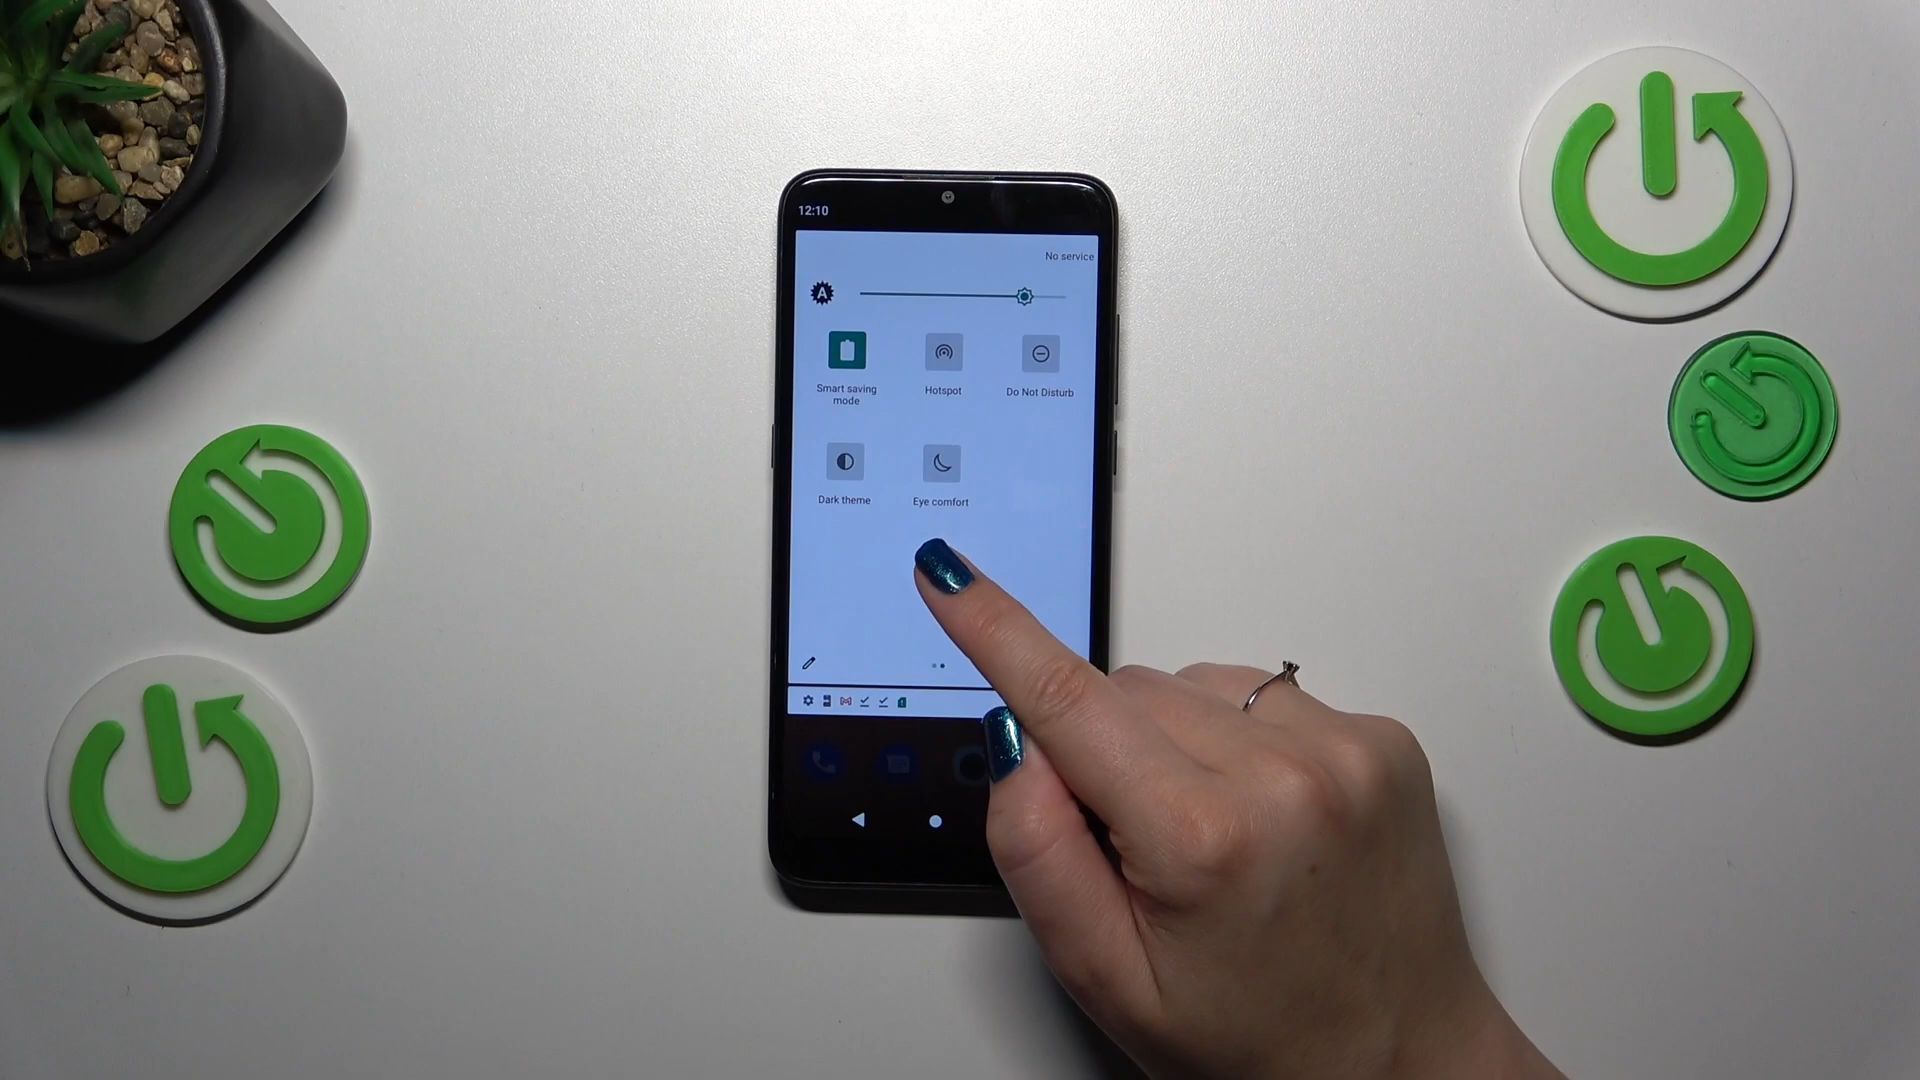 12:10
No service
A
Smart saving
mode
Hotspot
Do Not Disturb
Dark theme
Eye comfort